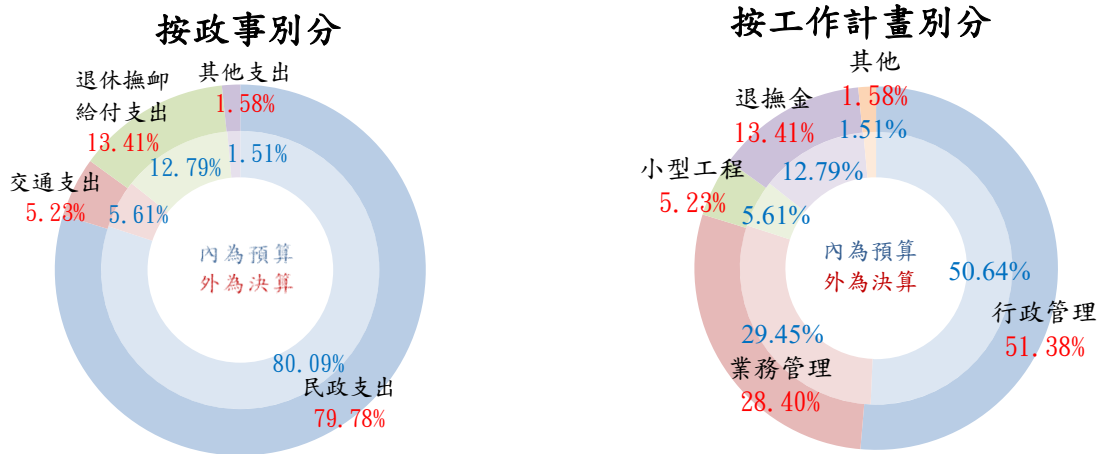 按政事別分
退休撫卹
給付支出
13.41%
其他支出
1.58%
12.79%
1.51%
交通支出
5.23%
5.61%
內為預算
外為決算
80.09%
民政支出
79.78%
按工作計畫別分
其他
1.58%
1.51%
退撫金
13.41%
12.79%
小型工程
5.23%
5.61%
內為預算
外為決算
50.64%
行政管理
51.38%
29.45%
業務管理
28.40%